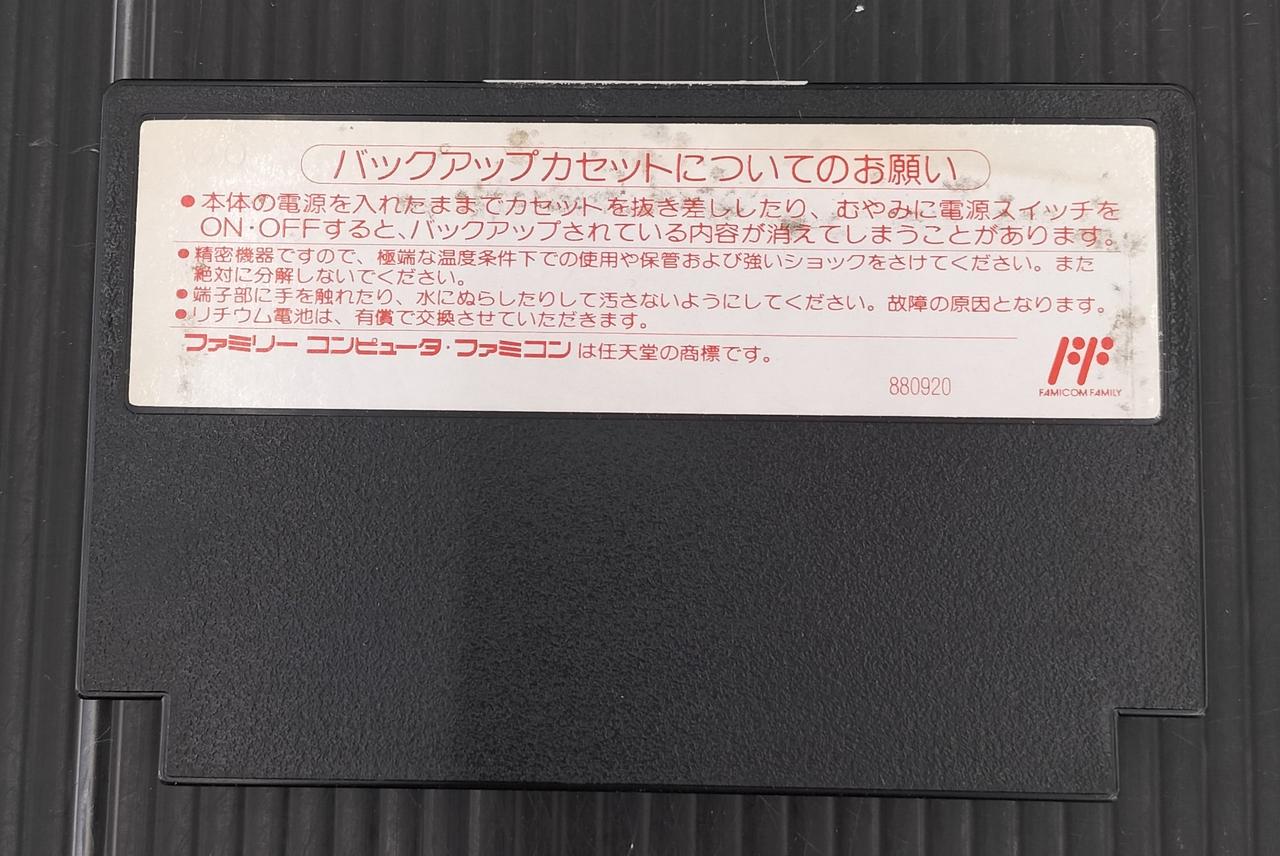 バックアップカセットについてのお願い
●本体の電源を入れたままでカセットを抜き差ししたり、むやみに電源スイッチを
ON・OFFすると、バックアップされている内容が消えてしまうことがあります。
●精密機器ですので、極端な温度条件下での使用や保管および強いショックをさけてください。また
絶対に分解しないでください。
●端子部に手を触れたり、水にぬらしたりして汚さないようにしてください。故障の原因となります。
●リチウム電池は、有償で交換させていただきます。
ファミリー コンピュータ・ファミコンは任天堂の商標です。
880920
FAMICOM FAMILY